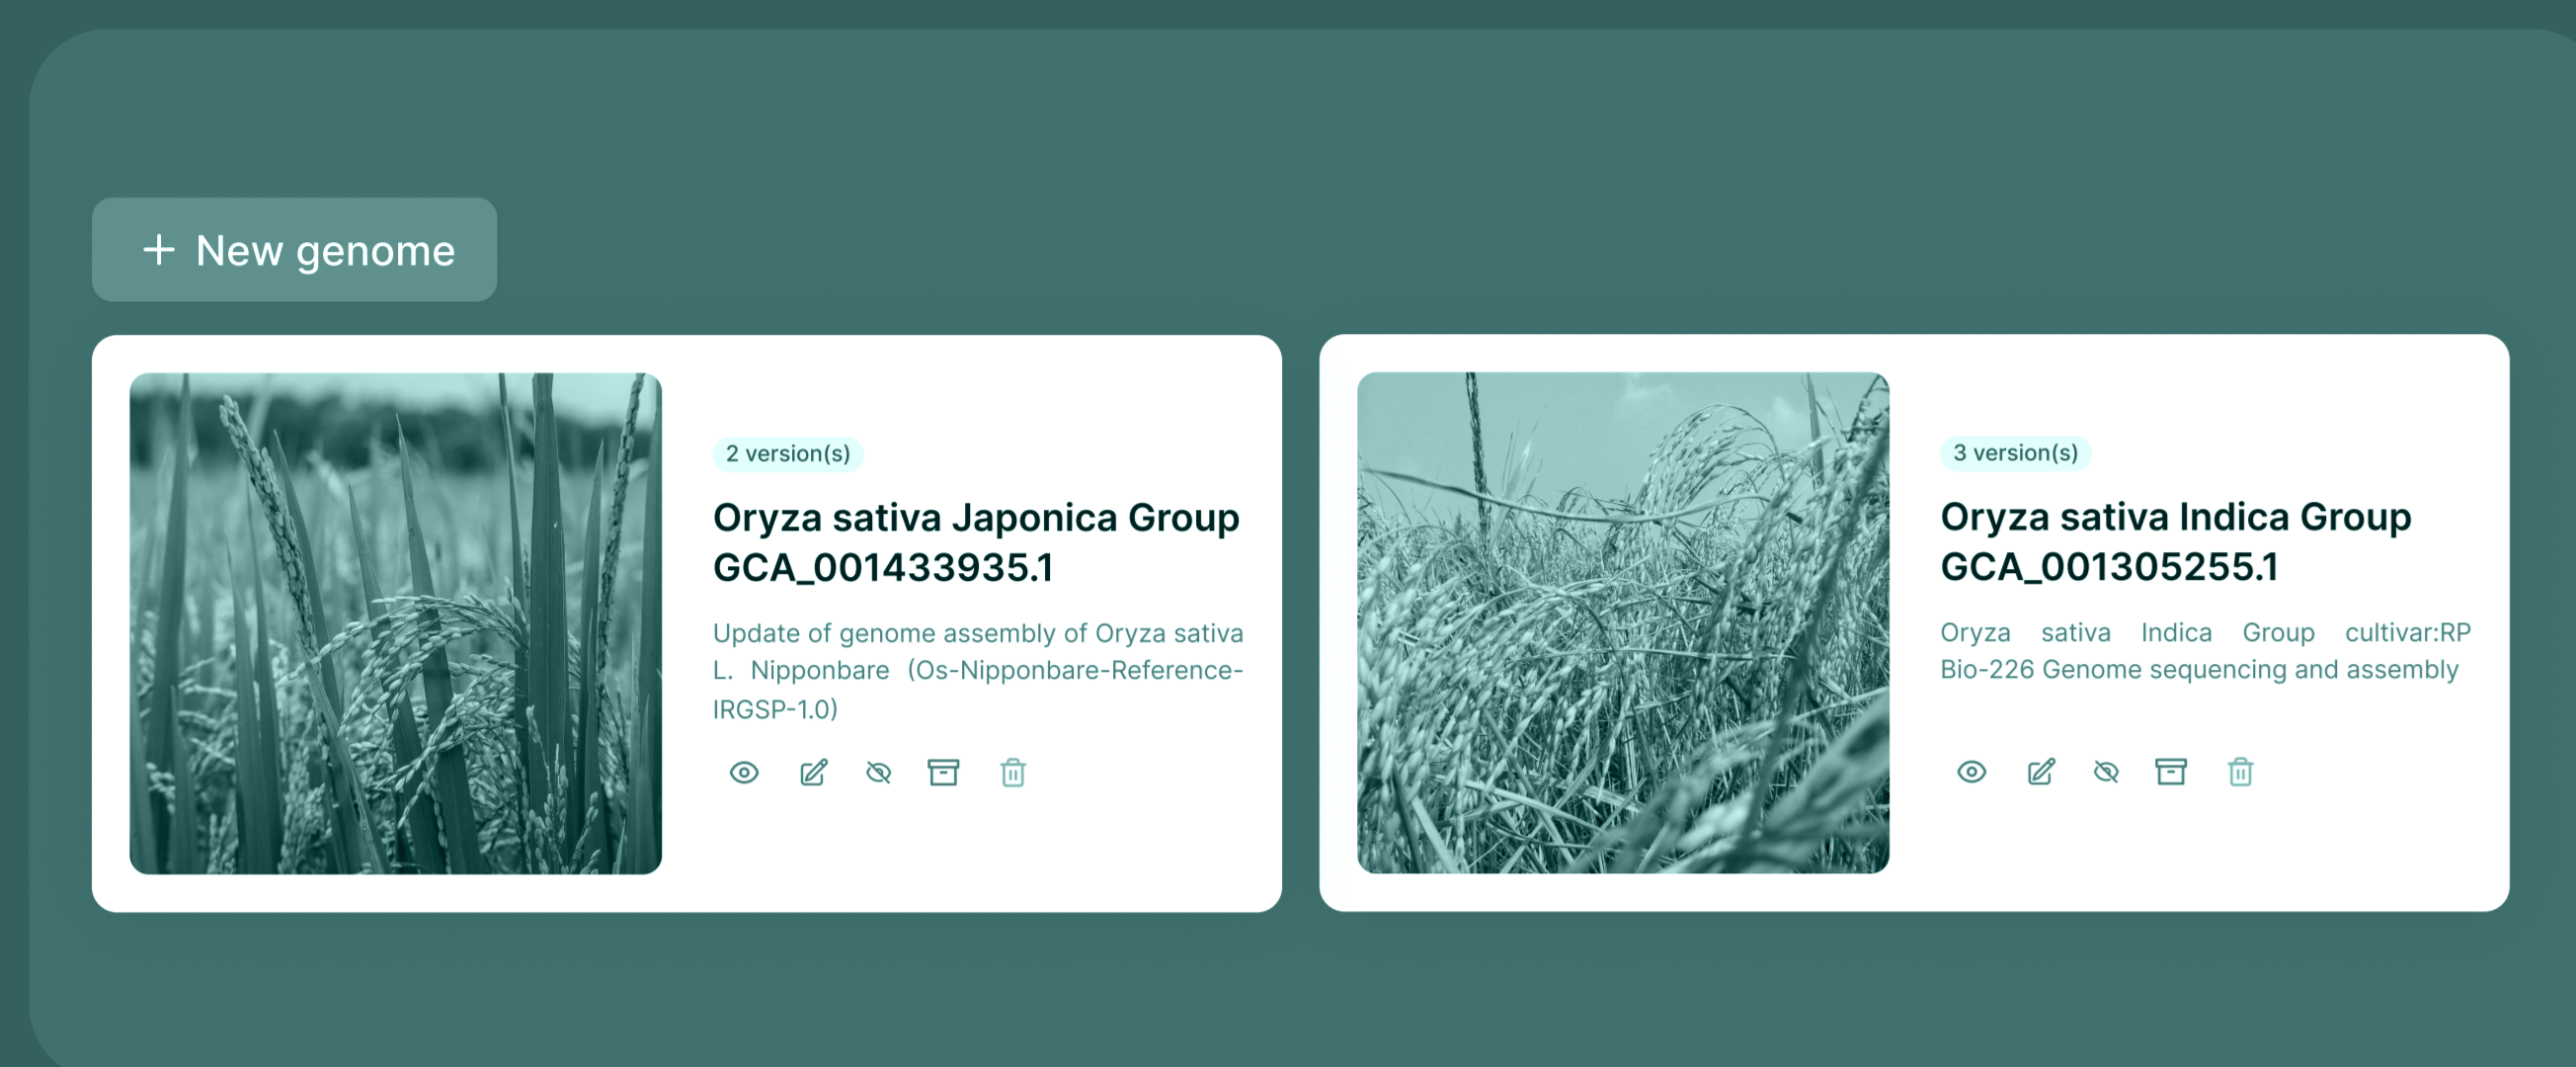 + New genome
2 version(s)
Oryza sativa Japonica Group
GCA_001433935.1
Update of genome assembly of Oryza sativa
L. Nipponbare (Os-Nipponbare-Reference-
IRGSP-1.0)
3 version(s)
Oryza sativa Indica Group
GCA_001305255.1
Oryza sativa Indica Group cultivar:RP
Bio-226 Genome sequencing and assembly